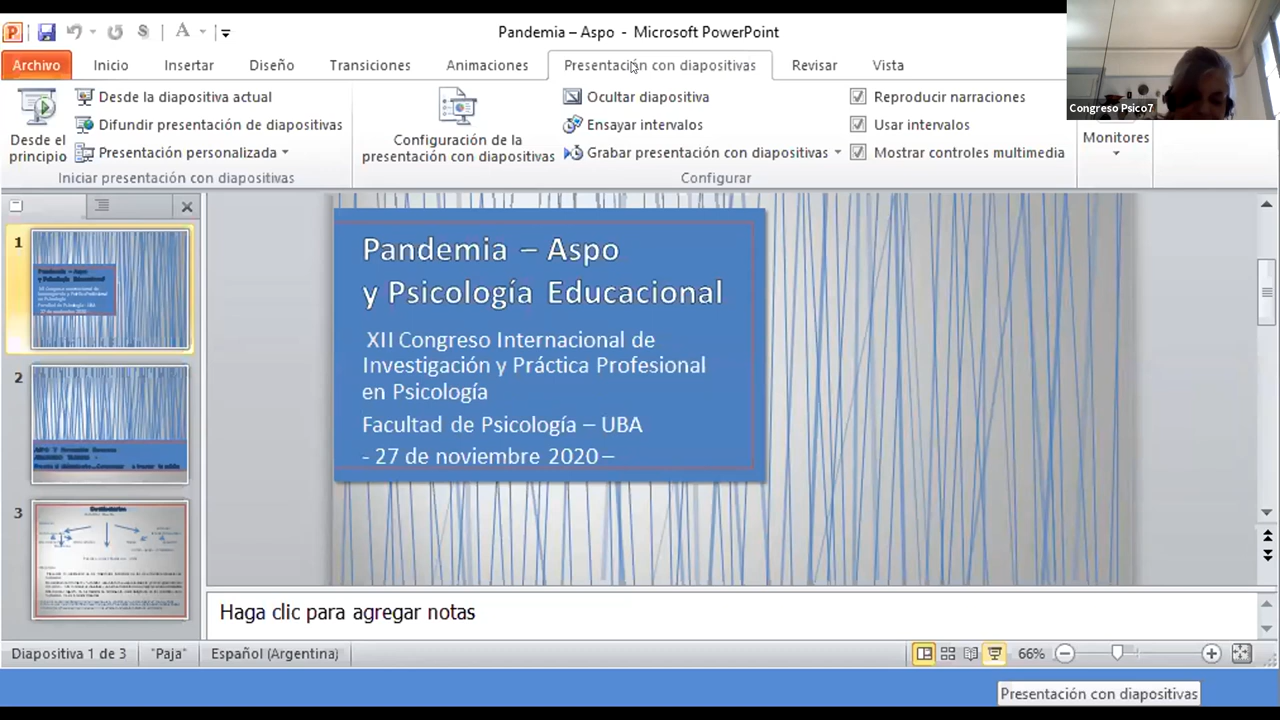 Pandemia – Aspo - Microsoft PowerPoint
Archivo
Inicio
Insertar
Diseño
Transiciones
Animaciones
Presentación con diapositivas
Revisar
Vista
Congreso Psico7
Desde el
principio
Desde la diapositiva actual
Difundir presentación de diapositivas
Presentación personalizada
Iniciar presentación con diapositivas
Configuración de la
presentación con diapositivas
Ocultar diapositiva
Ensayar intervalos
Grabar presentación con diapositivas
Reproducir narraciones
Usar intervalos
Mostrar controles multimedia
Configurar
Monitores
1
2
3
Pandemia – Aspo
y Psicología Educacional
XII Congreso Internacional de
Investigación y Práctica Profesional
en Psicología
Facultad de Psicología – UBA
- 27 de noviembre 2020 –
Haga clic para agregar notas
Diapositiva 1 de 3
"Paja"
Español (Argentina)
66%
Presentación con diapositivas